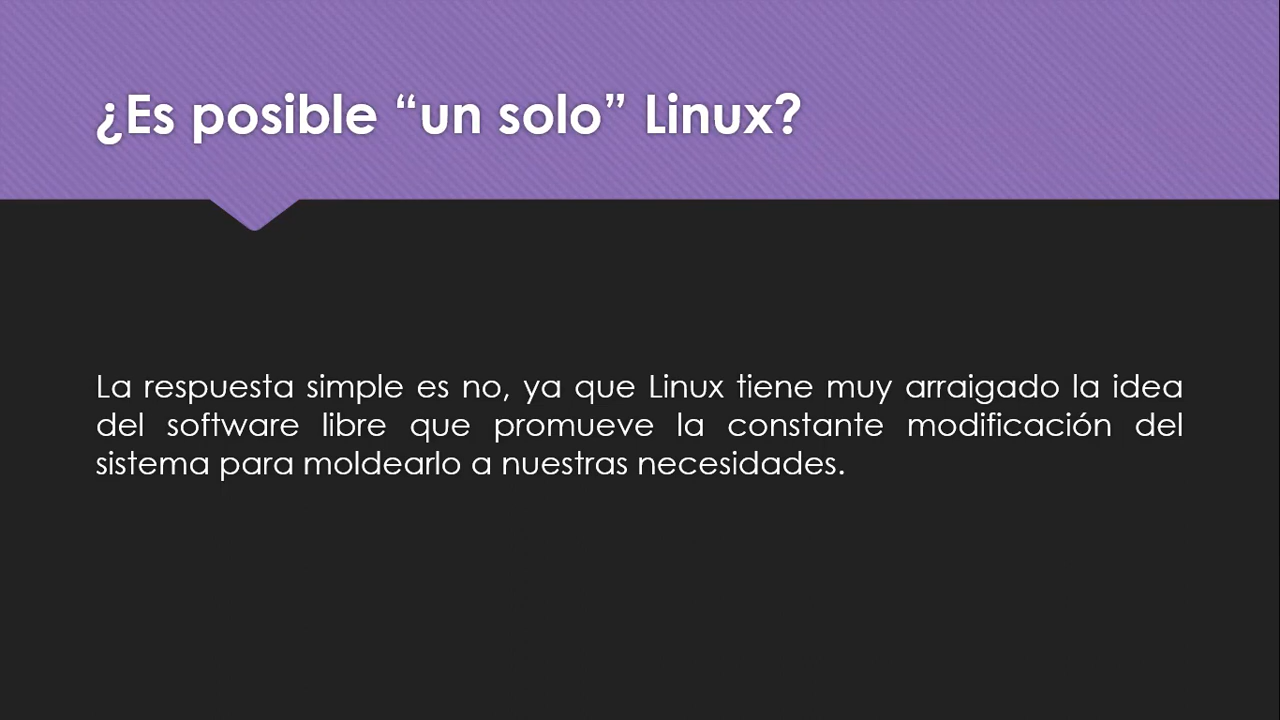 ¿Es posible “un solo” Linux?
La respuesta simple es no, ya que Linux tiene muy arraigado la idea
del software libre que promueve la constante modificación del
sistema para moldearlo a nuestras necesidades.